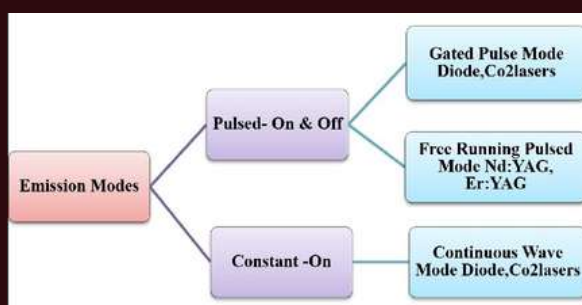 Emission Modes
Pulsed- On & Off
Gated Pulse Mode
Diode,Co2lasers
Free Running Pulsed
Mode Nd:YAG,
Er:YAG
Constant -On
Continuous Wave
Mode Diode,Co2lasers